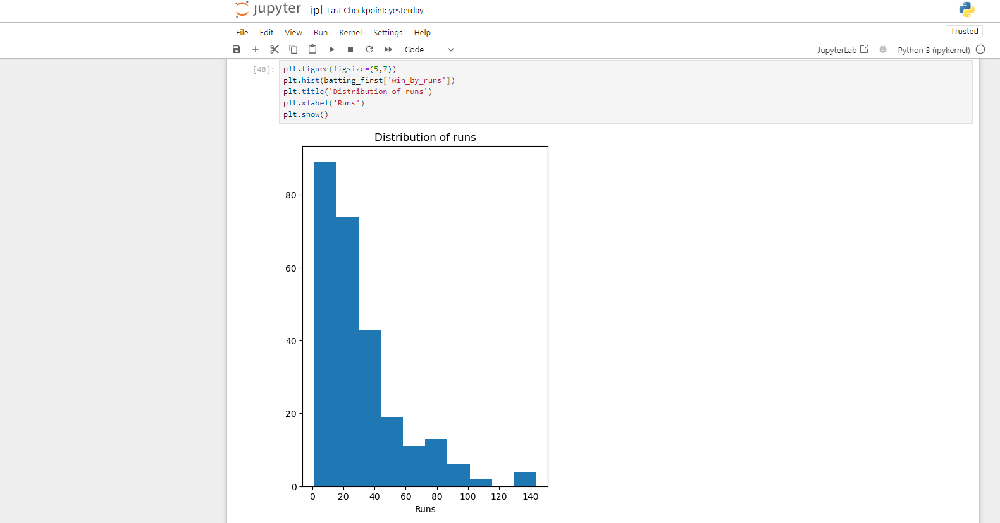 jupyter ipl Last Checkpoint: yesterday
File Edit View Run Kernel Settings Help Trusted
Code JupyterLab Python 3 (ipykernel)
[48]: plt.figure(figsize=(5,7))
plt.hist(batting_first['win_by_runs'])
plt.title('Distribution of runs')
plt.xlabel('Runs')
plt.show()
Distribution of runs
80
60
40
20
0
0 20 40 60 80 100 120 140
Runs